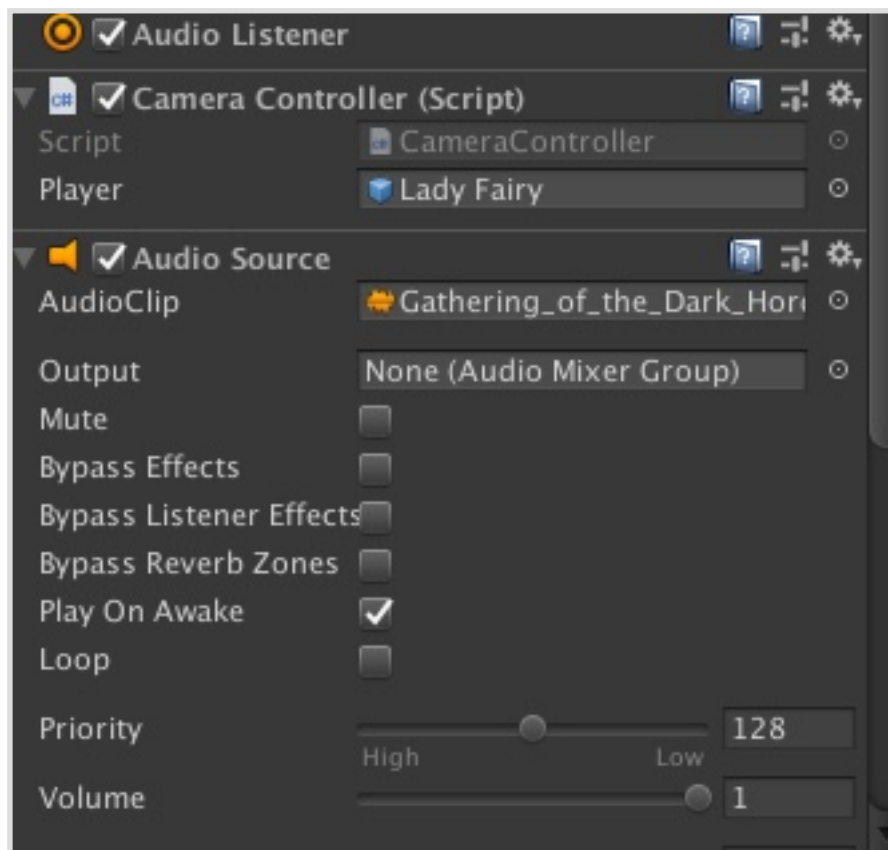 Audio Listener
Camera Controller (Script)
Script CameraController
Player Lady Fairy
Audio Source
AudioClip Gathering_of_the_Dark_Hor
Output None (Audio Mixer Group)
Mute
Bypass Effects
Bypass Listener Effects
Bypass Reverb Zones
Play On Awake
Loop
Priority 128
High Low
Volume 1